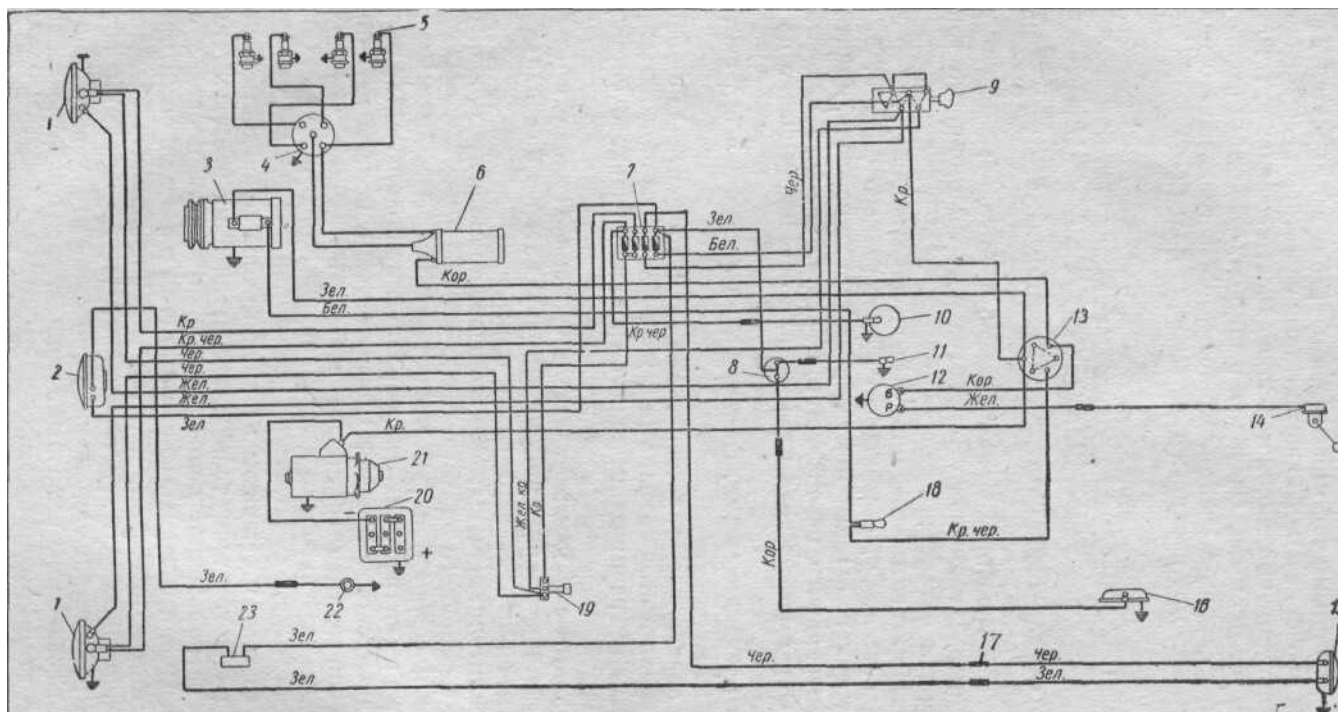 5
1
9
4
3
6
7
Чер.
Кр.
Зел.
Бел.
Кор.
Зел.
Бел.
10
13
Кр
Кр. чер.
Кр чер
11
Чер
2
8
Чер.
12
Кор.
Жел.
б
р
Жел.
Жел.
14
Зел
Кр.
21
20
-
+
Жел. кр
Кр
18
Кр. чер.
Кор
Зел.
22
19
16
1
23
Зел.
17
Чер.
Чер.
Зел
Зел.